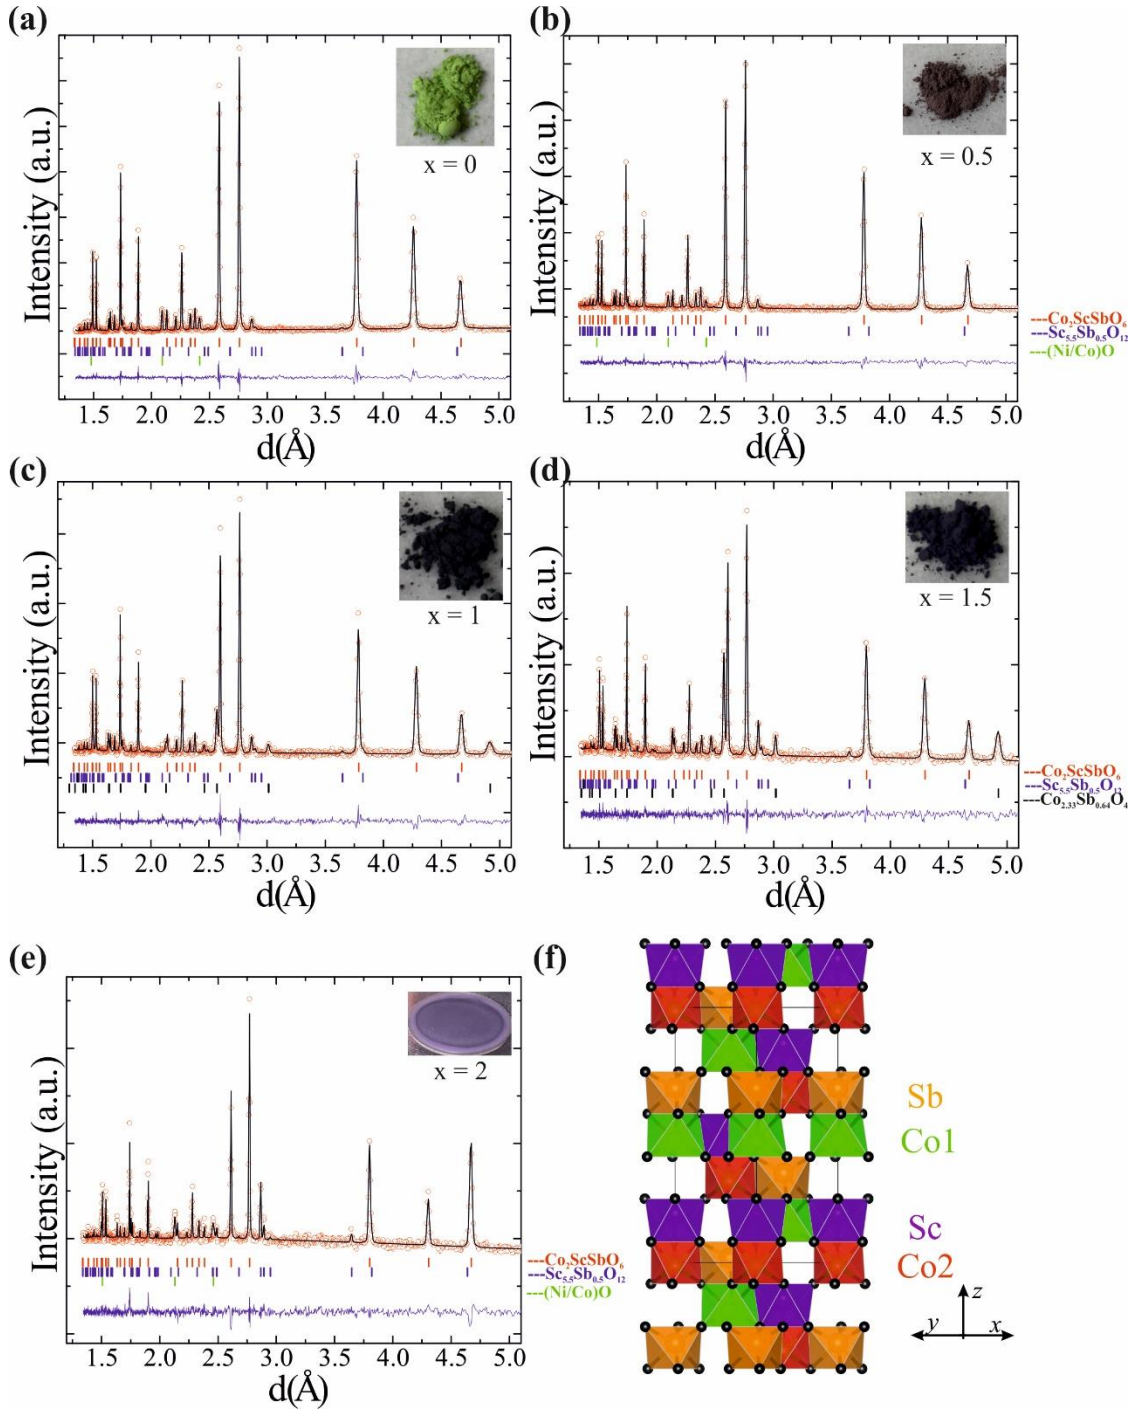 (a)
Intensity (a.u.)
x = 0
1.5 2.0 2.5 3.0 3.5 4.0 4.5 5.0
d(Å)
(b)
Intensity (a.u.)
x = 0.5
---Co₂ScSbO₆
---Sc₅.₅Sb₀.₅O₁₂
---(Ni/Co)O
1.5 2.0 2.5 3.0 3.5 4.0 4.5 5.0
d(Å)
(c)
Intensity (a.u.)
x = 1
1.5 2.0 2.5 3.0 3.5 4.0 4.5 5.0
d(Å)
(d)
Intensity (a.u.)
x = 1.5
---Co₂ScSbO₆
---Sc₅.₅Sb₀.₅O₁₂
---Co₂.₃₃Sb₀.₆₄O₄
1.5 2.0 2.5 3.0 3.5 4.0 4.5 5.0
d(Å)
(e)
Intensity (a.u.)
x = 2
---Co₂ScSbO₆
---Sc₅.₅Sb₀.₅O₁₂
---(Ni/Co)O
1.5 2.0 2.5 3.0 3.5 4.0 4.5 5.0
d(Å)
(f)
Sb
Co1
Sc
Co2
z
y x